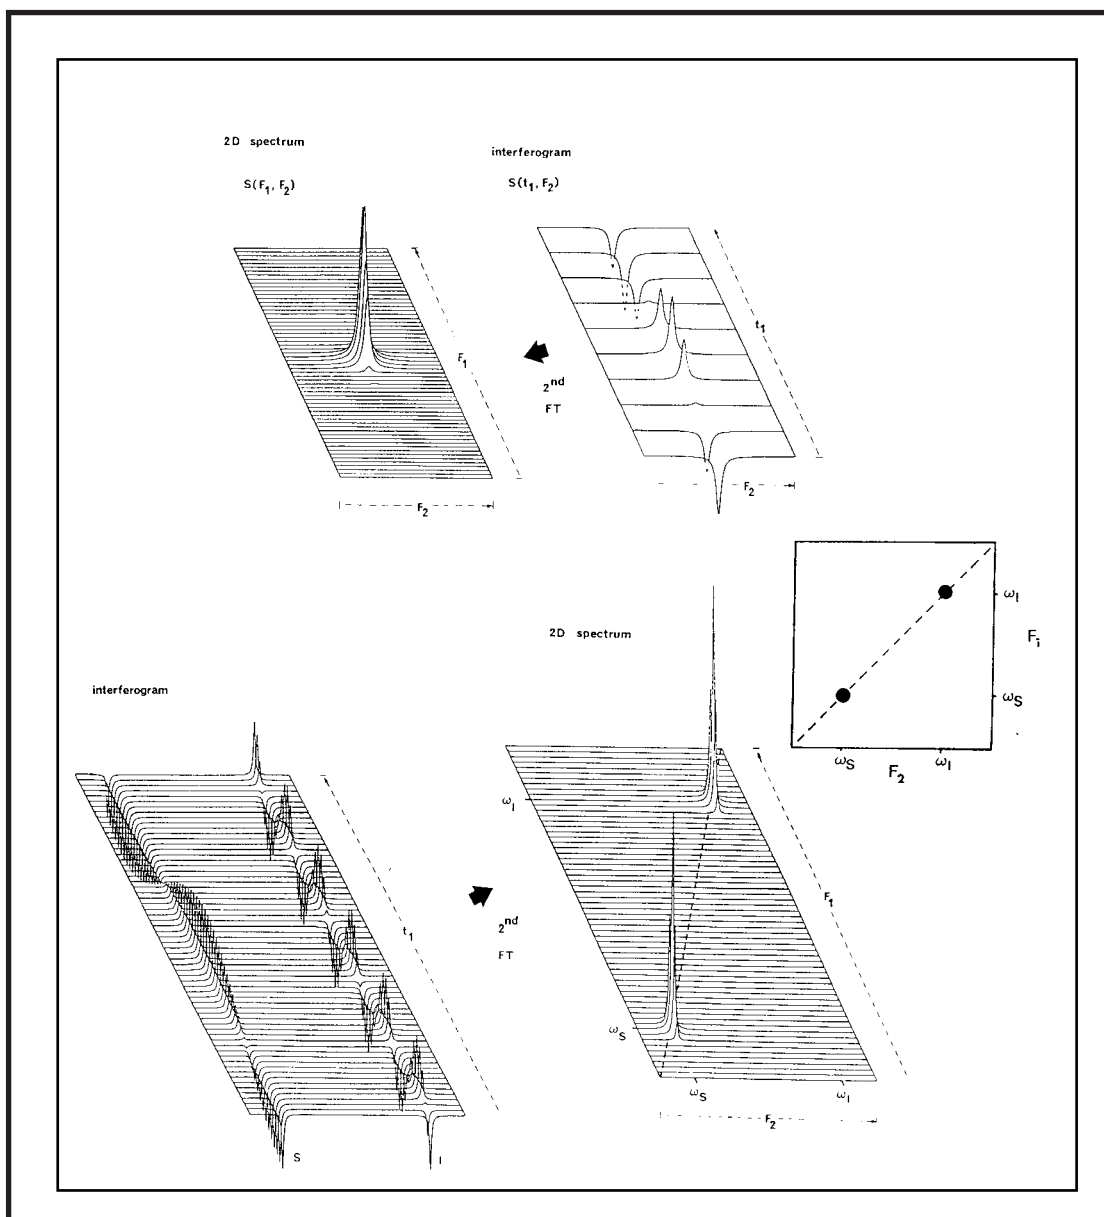 2D spectrum
S(F₁, F₂)
interferogram
S(t₁, F₂)
F₁
t₁
2nd
FT
F₂
F₂
2D spectrum
ωI
Fi
ωS
ωS
F₂
ωI
interferogram
ωI
t₁
F₁
2nd
FT
ωS
ωS
ωI
F₂
S
I